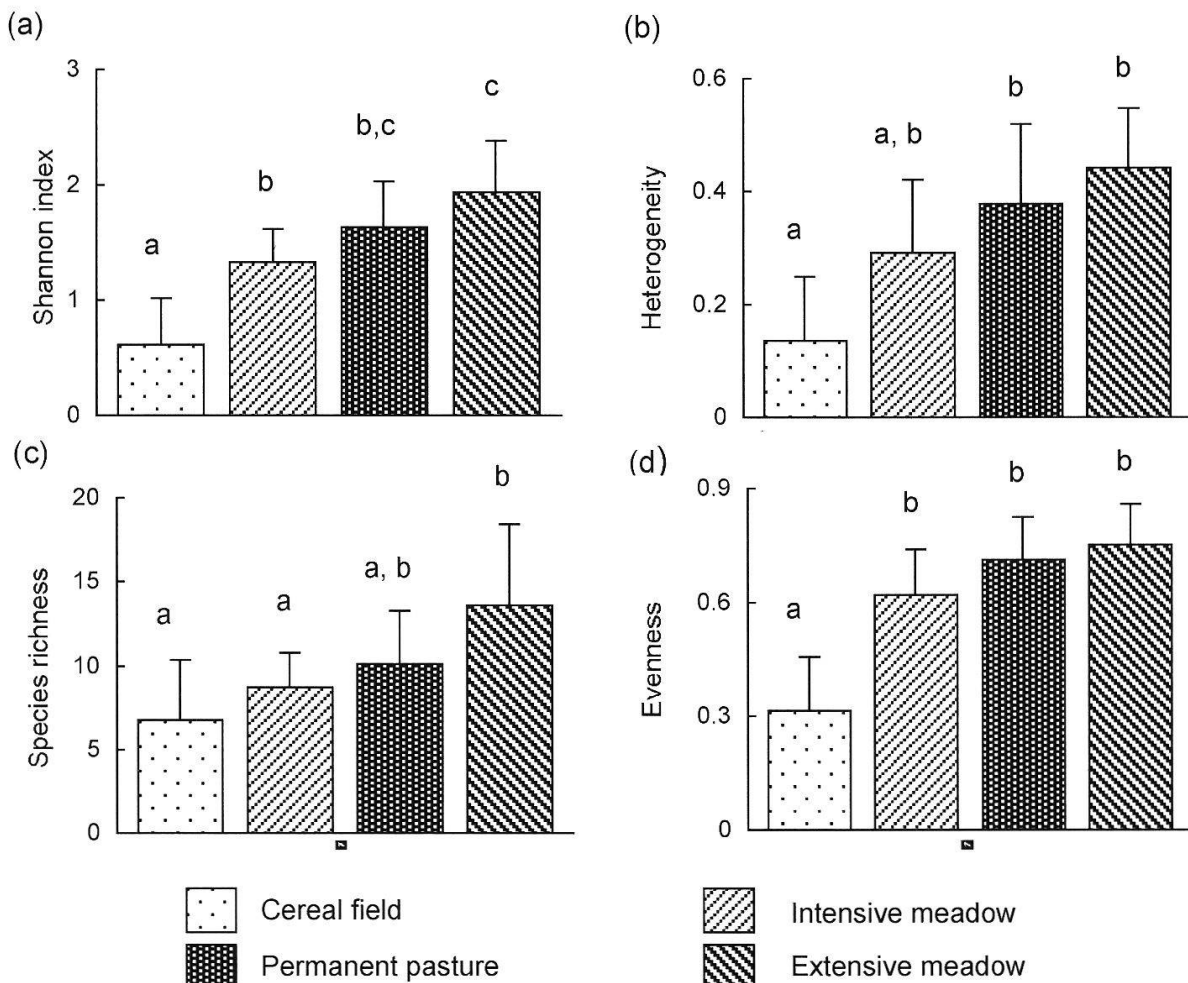 (a)
3
2
1
0
Shannon index
a
b
b,c
c
(b)
0.6
0.4
0.2
0
Heterogeneity
a
a, b
b
b
(c)
20
15
10
5
0
Species richness
a
a
a, b
b
(d)
0.9
0.6
0.3
0
Evenness
a
b
b
b
Cereal field
Intensive meadow
Permanent pasture
Extensive meadow